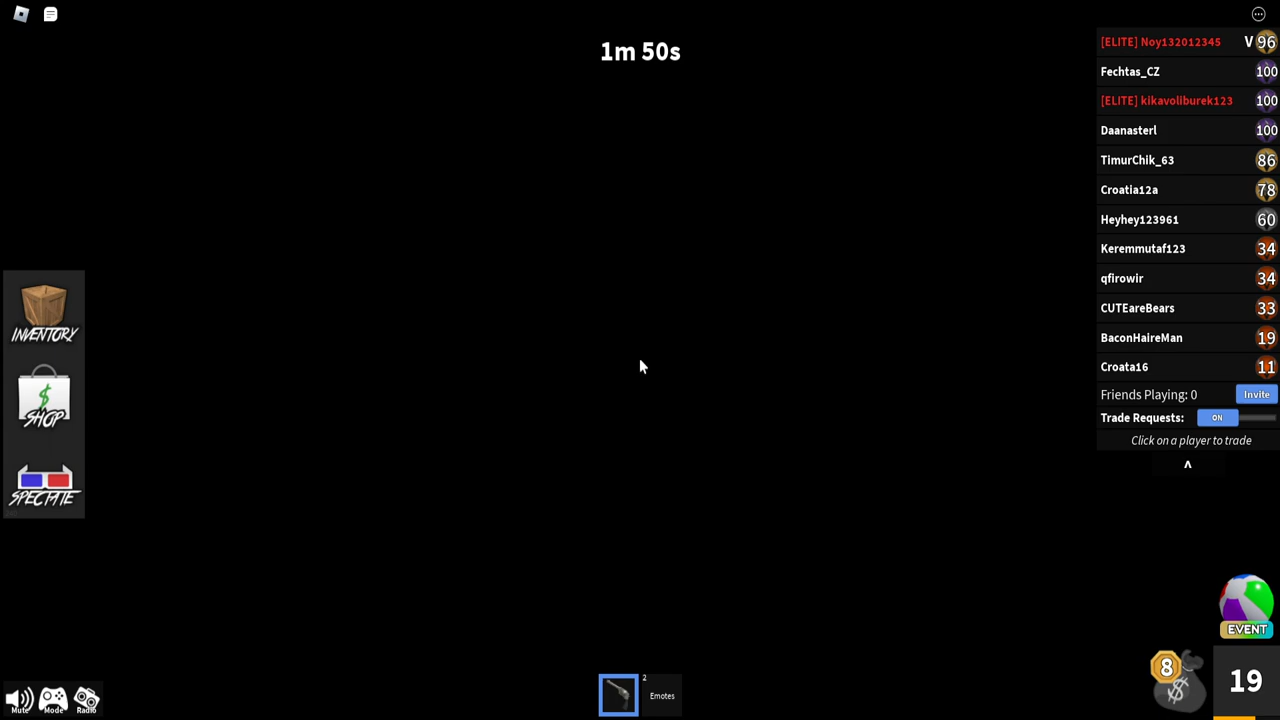 1m 50s
[ELITE] Noy132012345 V 96
Fechtas_CZ 100
[ELITE] kikavoliburek123 100
Daanasterl 100
TimurChik_63 86
Croatia12a 78
Heyhey123961 60
Keremmutaf123 34
qfirowir 34
CUTEareBears 33
BaconHaireMan 19
Croata16 11
Friends Playing: 0 Invite
Trade Requests: ON
Click on a player to trade
^
INVENTORY
$
SHOP
SPECTATE
EVENT
8
$
19
2
Emotes
Mute Mode Radio